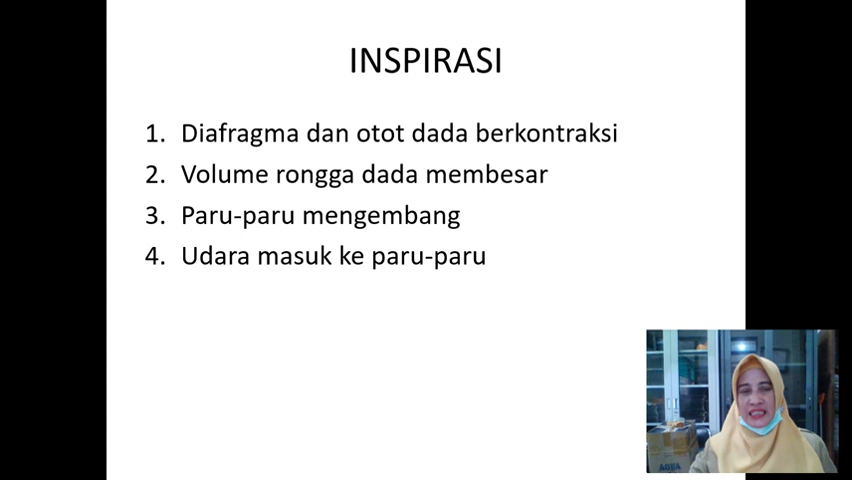 INSPIRASI
1. Diafragma dan otot dada berkontraksi
2. Volume rongga dada membesar
3. Paru-paru mengembang
4. Udara masuk ke paru-paru
AQUA